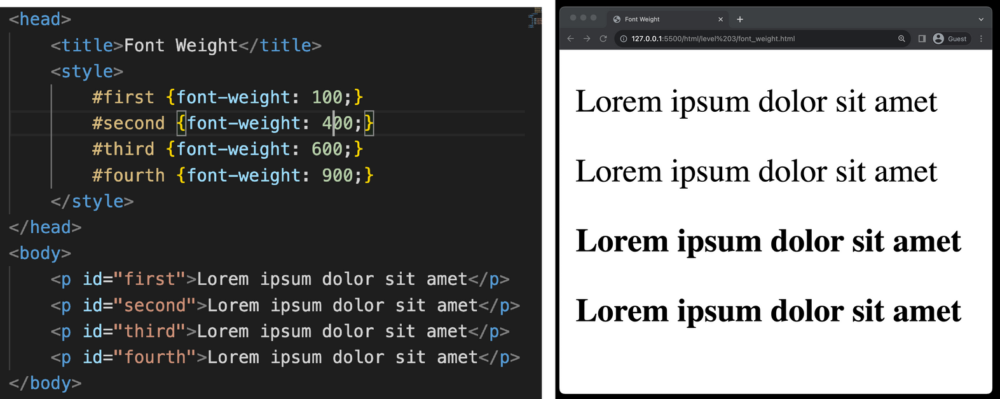 <head>
<title>Font Weight</title>
<style>
#first {font-weight: 100;}
#second {font-weight: 400;}
#third {font-weight: 600;}
#fourth {font-weight: 900;}
</style>
</head>
<body>
<p id="first">Lorem ipsum dolor sit amet</p>
<p id="second">Lorem ipsum dolor sit amet</p>
<p id="third">Lorem ipsum dolor sit amet</p>
<p id="fourth">Lorem ipsum dolor sit amet</p>
</body>
Font Weight
127.0.0.1:5500/html/level%203/font_weight.html
Guest
Lorem ipsum dolor sit amet
Lorem ipsum dolor sit amet
Lorem ipsum dolor sit amet
Lorem ipsum dolor sit amet